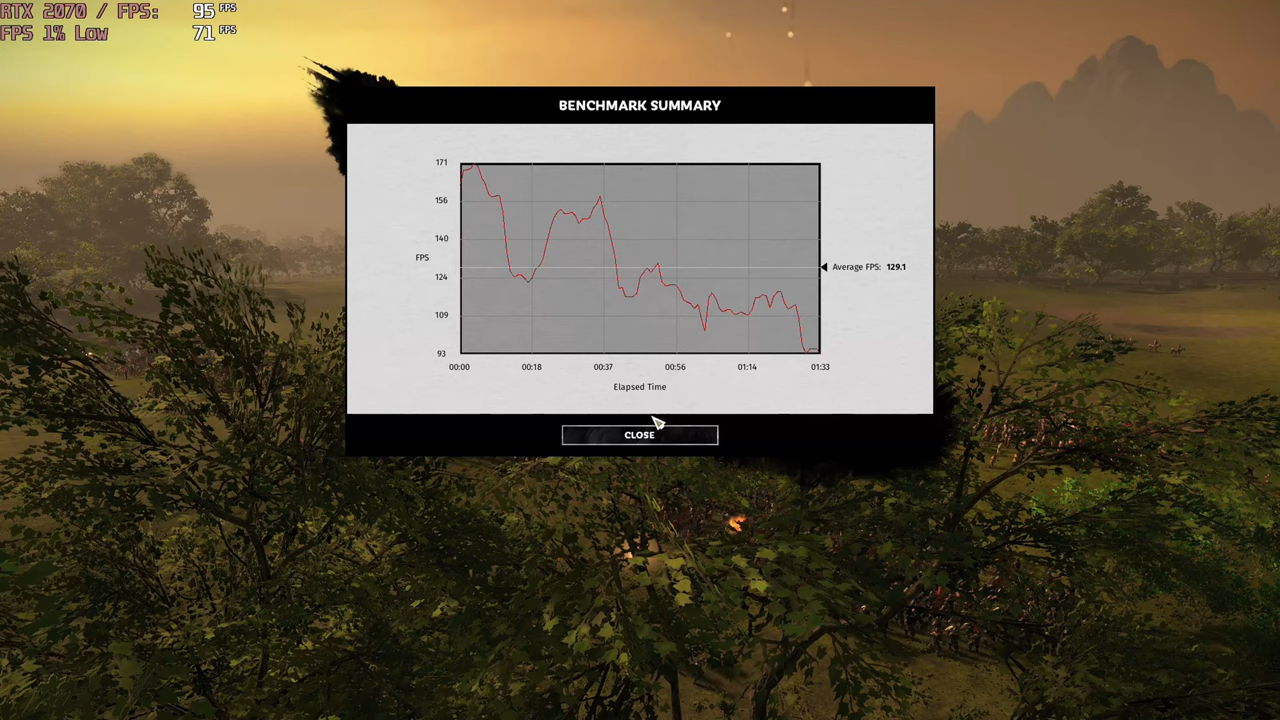 RTX 2070 / FPS: 95 FPS
FPS 1% Low 71 FPS
BENCHMARK SUMMARY
171
156
140
FPS
124
109
93
Average FPS: 129.1
00:00 00:18 00:37 00:56 01:14 01:33
Elapsed Time
CLOSE